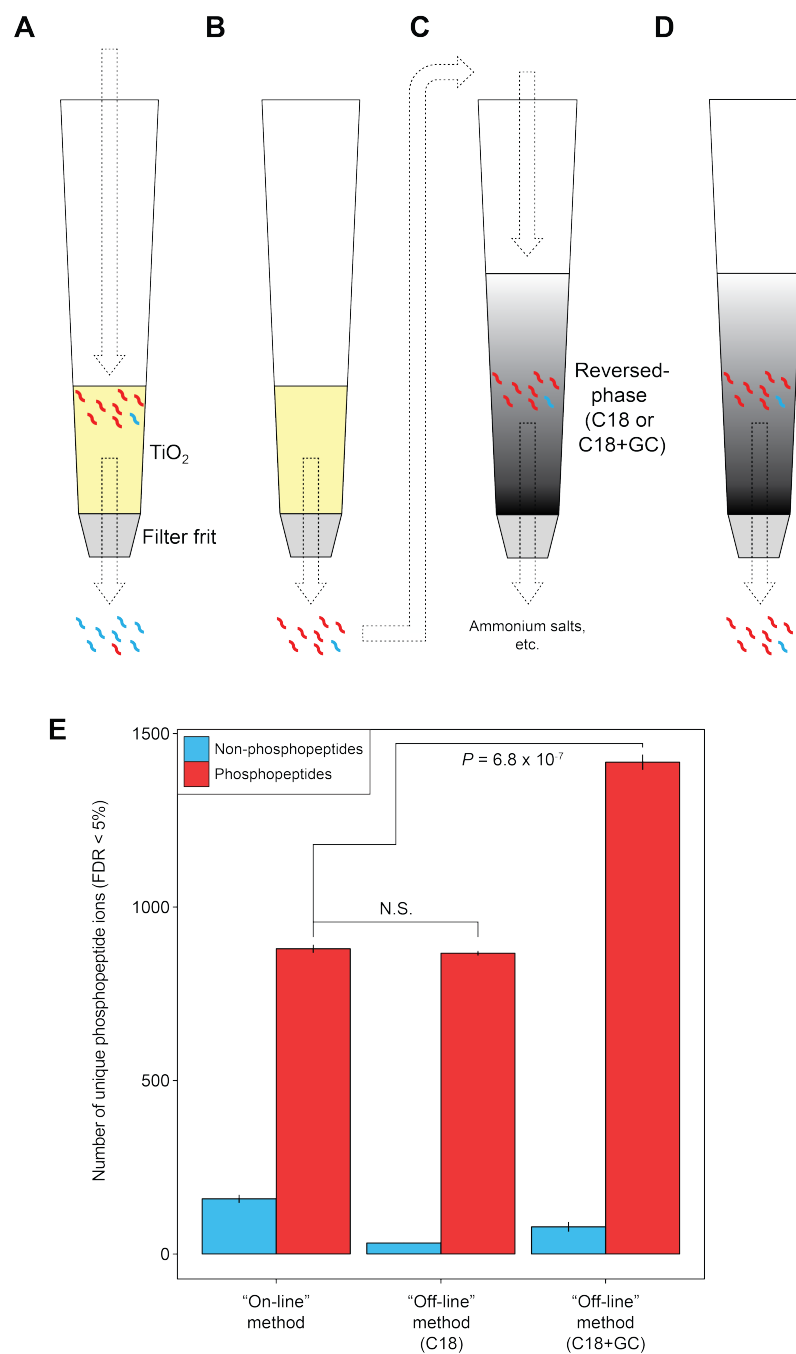 A
B
C
D
TiO2
Filter frit
Reversed-
phase
(C18 or
C18+GC)
Ammonium salts,
etc.
E
Number of unique phosphopeptide ions (FDR < 5%)
1500
1000
500
0
Non-phosphopeptides
Phosphopeptides
P = 6.8 x 10-7
N.S.
“On-line”
method
“Off-line”
method
(C18)
“Off-line”
method
(C18+GC)